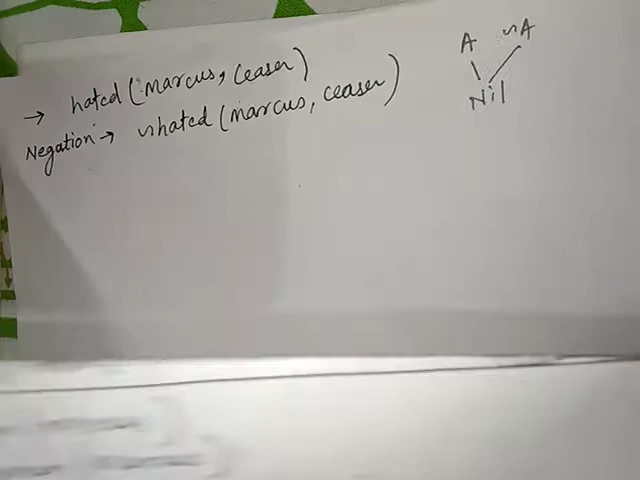 → hated (marcus, Ceaser)
Negation → ~hated (marcus, ceaser)
A ~A
Nil